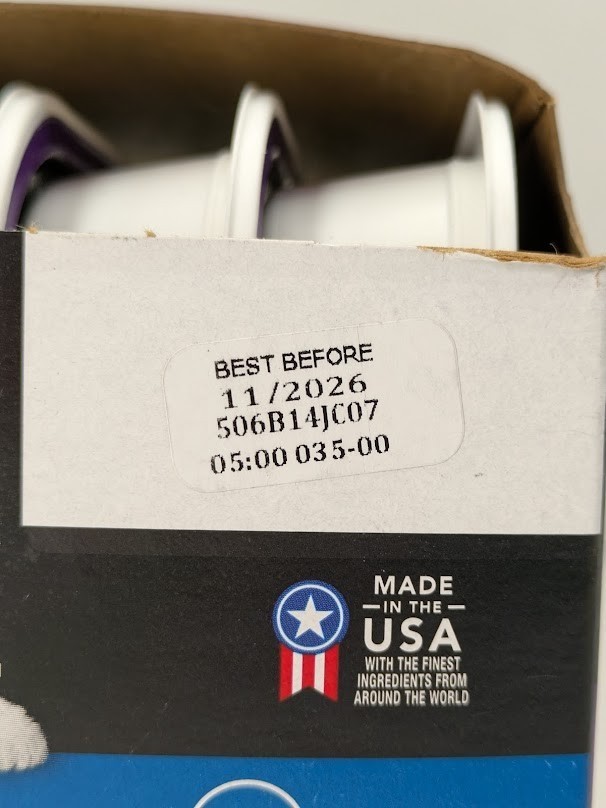 BEST BEFORE
11/2026
506B14JC07
05:00 035-00
MADE
IN THE
USA
WITH THE FINEST
INGREDIENTS FROM
AROUND THE WORLD